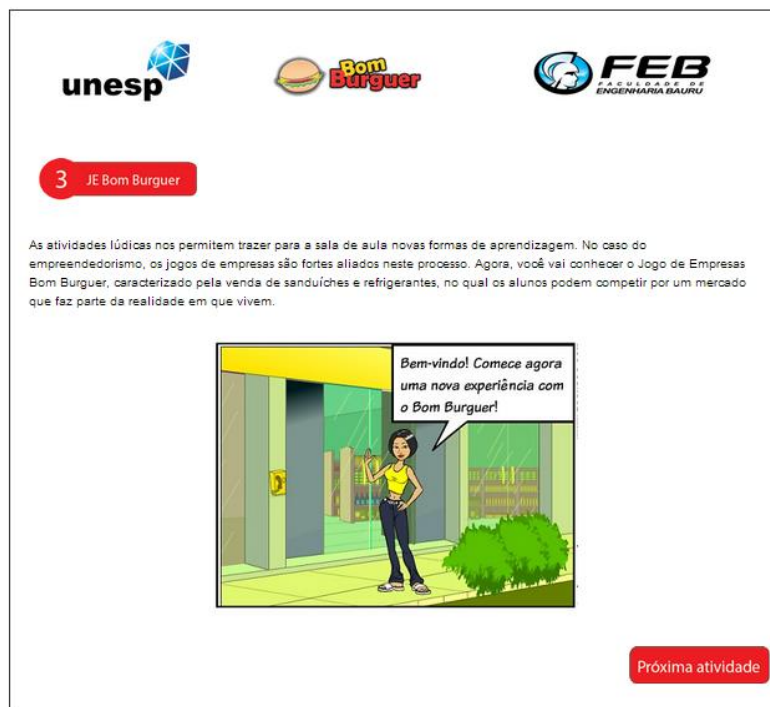 unesp
Bom
Burguer
FEB
FACULDADE DE
ENGENHARIA BAURU
3 JE Bom Burguer
As atividades lúdicas nos permitem trazer para a sala de aula novas formas de aprendizagem. No caso do
empreendedorismo, os jogos de empresas são fortes aliados neste processo. Agora, você vai conhecer o Jogo de Empresas
Bom Burguer, caracterizado pela venda de sanduíches e refrigerantes, no qual os alunos podem competir por um mercado
que faz parte da realidade em que vivem.
Bem-vindo! Comece agora
uma nova experiência com
o Bom Burguer!
Próxima atividade